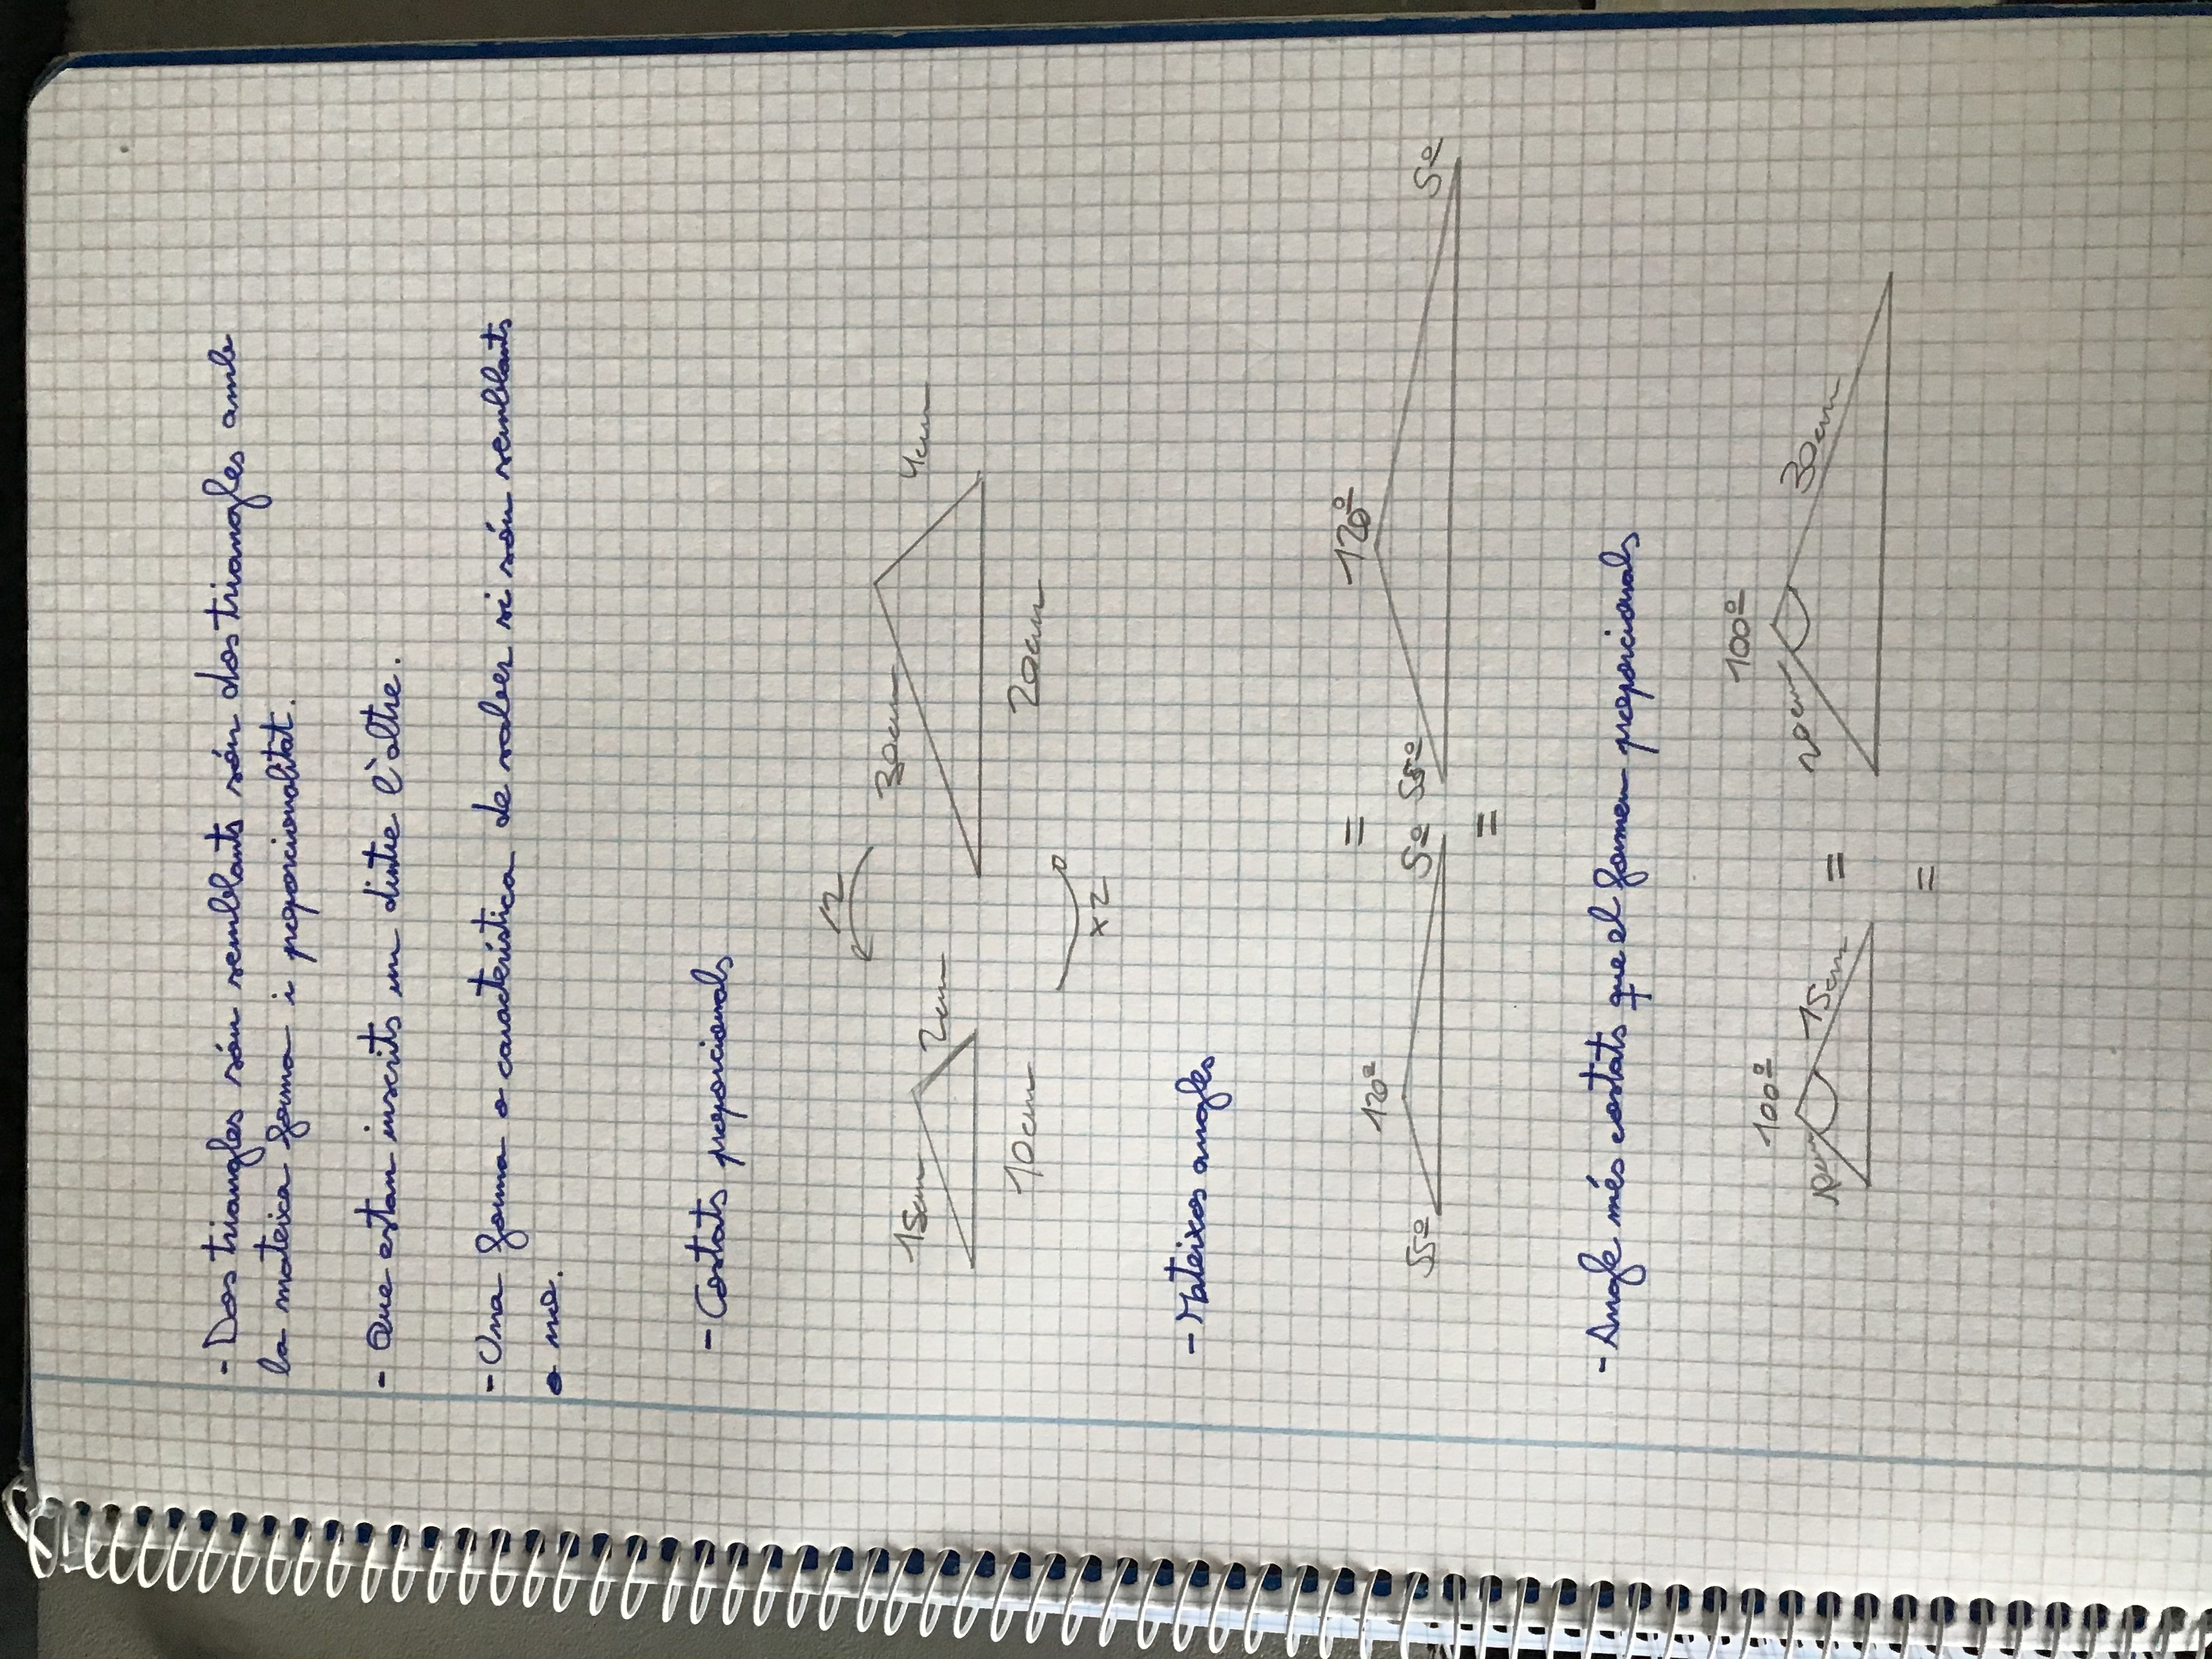 - Dos triangles són semblants són dos triangles amb
la mateixa forma i proporcionalitat.
- Que estan inscrits un dintre l'altre.
- Una forma o característica de saber si són semblants
o no.
- Costats proporcionals
12
15cm 2cm 30cm 4cm
10cm 20cm
x2
- Mateixos angles
120º = 120º
55º 5º 55º 5º
=
- Angle més costats que el formen proporcionals
100º 100º
10cm 15cm = 20cm 30cm
=